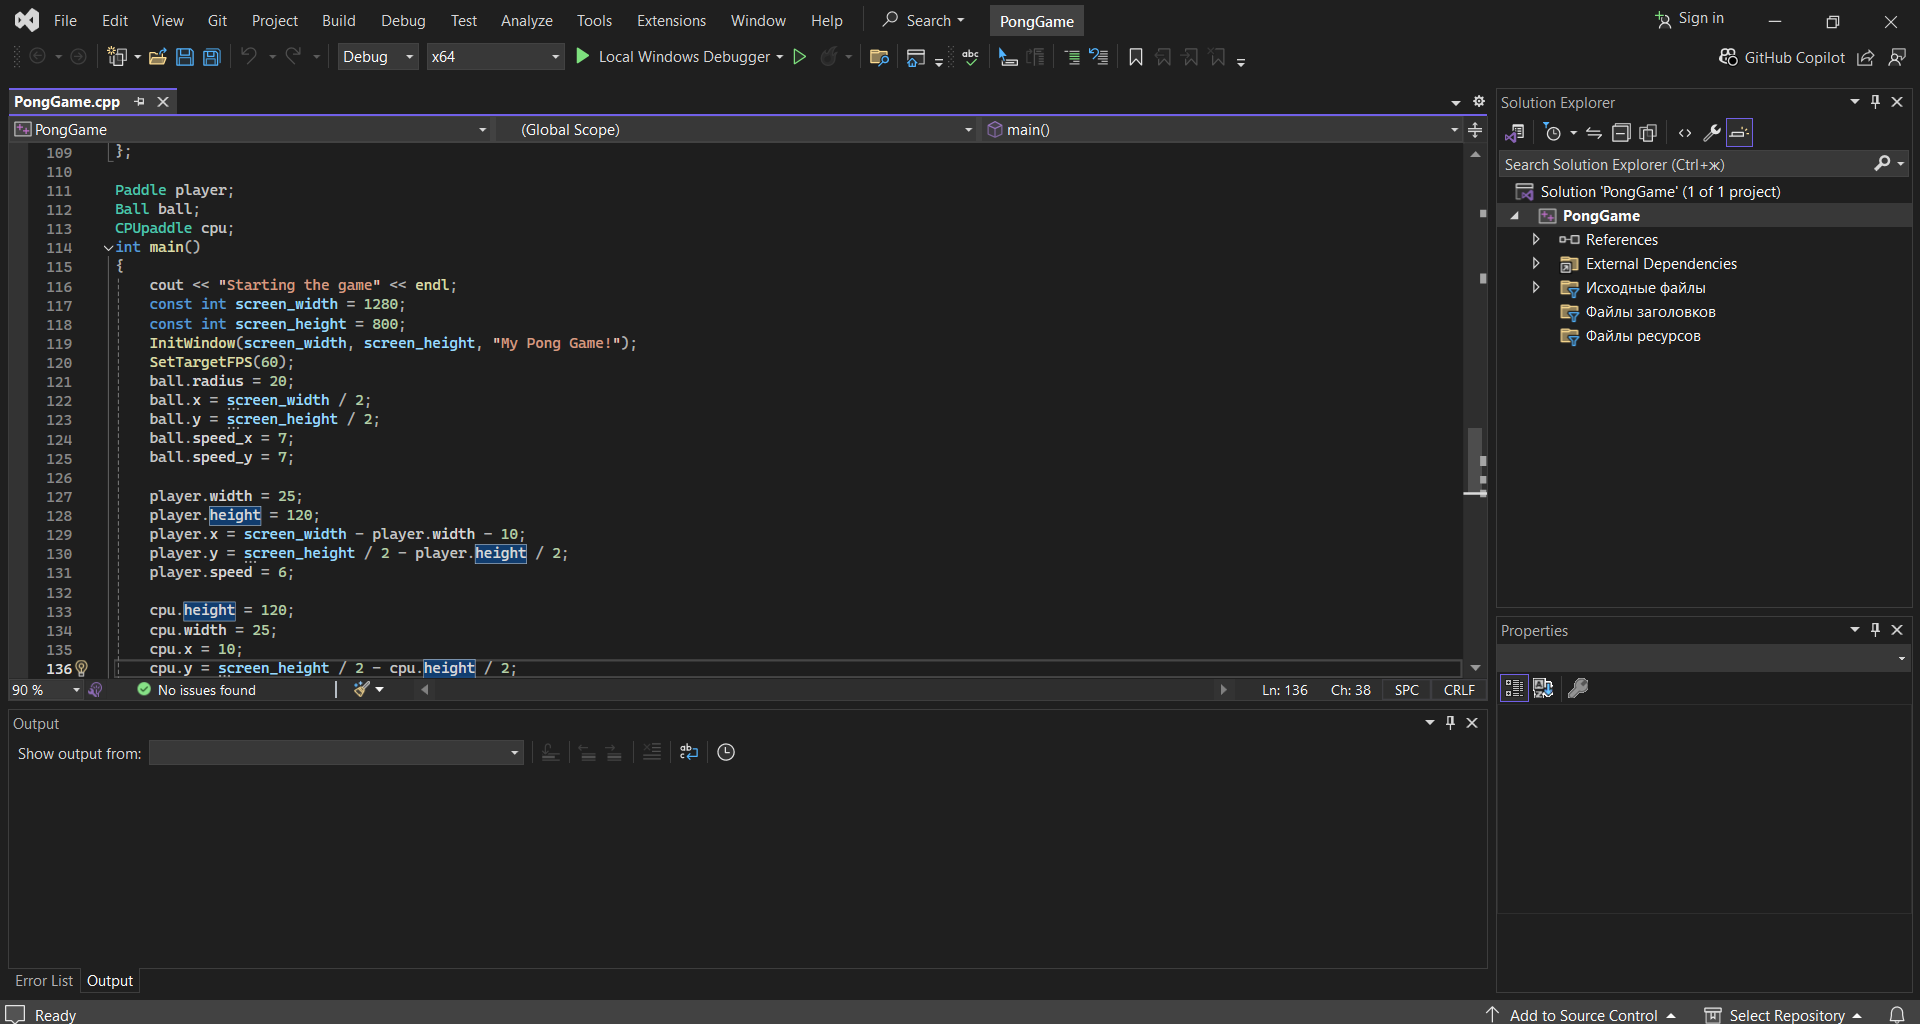 File Edit View Git Project Build Debug Test Analyze Tools Extensions Window Help Search PongGame Sign in
Debug x64 Local Windows Debugger abc GitHub Copilot
PongGame.cpp
PongGame (Global Scope) main()
109 };
110
111 Paddle player;
112 Ball ball;
113 CPUpaddle cpu;
114 int main()
115 {
116 cout << "Starting the game" << endl;
117 const int screen_width = 1280;
118 const int screen_height = 800;
119 InitWindow(screen_width, screen_height, "My Pong Game!");
120 SetTargetFPS(60);
121 ball.radius = 20;
122 ball.x = screen_width / 2;
123 ball.y = screen_height / 2;
124 ball.speed_x = 7;
125 ball.speed_y = 7;
126
127 player.width = 25;
128 player.height = 120;
129 player.x = screen_width - player.width - 10;
130 player.y = screen_height / 2 - player.height / 2;
131 player.speed = 6;
132
133 cpu.height = 120;
134 cpu.width = 25;
135 cpu.x = 10;
136 cpu.y = screen_height / 2 - cpu.height / 2;
90 % No issues found Ln: 136 Ch: 38 SPC CRLF
Output
Show output from:
Error List Output
Solution Explorer
Search Solution Explorer (Ctrl+ж)
Solution 'PongGame' (1 of 1 project)
PongGame
References
External Dependencies
Исходные файлы
Файлы заголовков
Файлы ресурсов
Properties
Ready Add to Source Control Select Repository